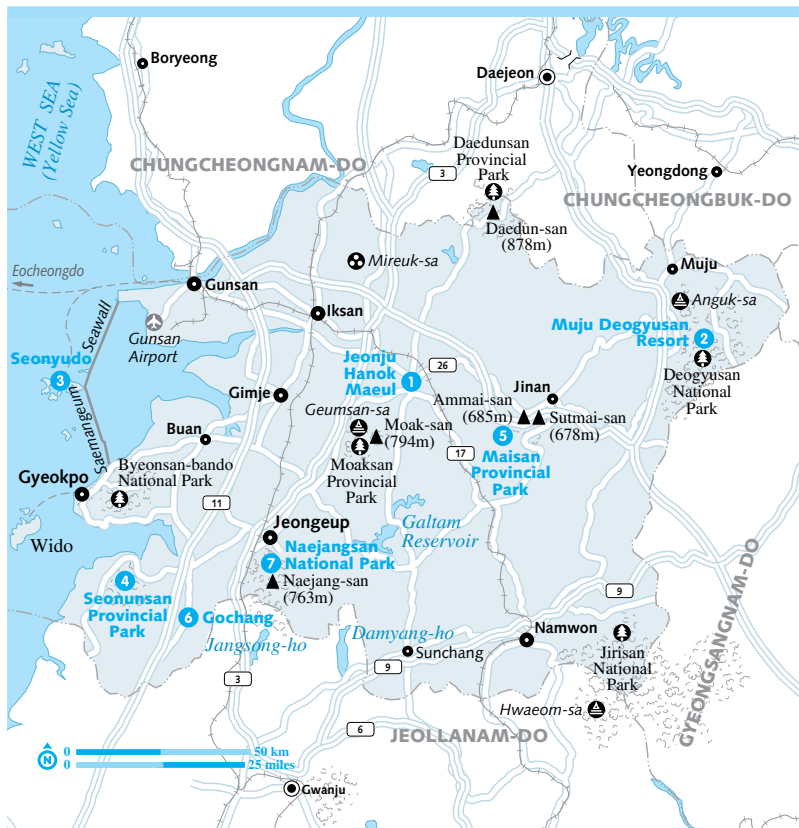 Boryeong
Daejeon
WEST SEA
(Yellow Sea)
CHUNGCHEONGNAM-DO
Daedunsan
Provincial
Park
3
Yeongdong
CHUNGCHEONGBUK-DO
Daedun-san
(878m)
Mireuk-sa
Muju
Eocheongdo
Gunsan
Anguk-sa
Iksan
Seawall
Gunsan
Airport
Muju Deogyusan
Resort
2
Seonyudo
3
Jeonju
Hanok
Maeul
1
26
Deogyusan
National
Park
Gimje
Jinan
Ammai-san
(685m)
Sutmai-san
(678m)
Geumsan-sa
Moak-san
(794m)
Buan
Saemangeum
5
Maisan
Provincial
Park
17
Moaksan
Provincial
Park
Byeonsan-bando
National Park
Gyeokpo
11
Galtam
Reservoir
Jeongeup
Wido
7
Naejangsan
National Park
Naejang-san
(763m)
4
Seonunsan
Provincial
Park
6
Gochang
9
GYEONGSANGNAM-DO
Jangsong-ho
Damyang-ho
Namwon
Sunchang
9
Jirisan
National
Park
3
Hwaeom-sa
6
JEOLLANAM-DO
N
0
50 km
0
25 miles
Gwanju